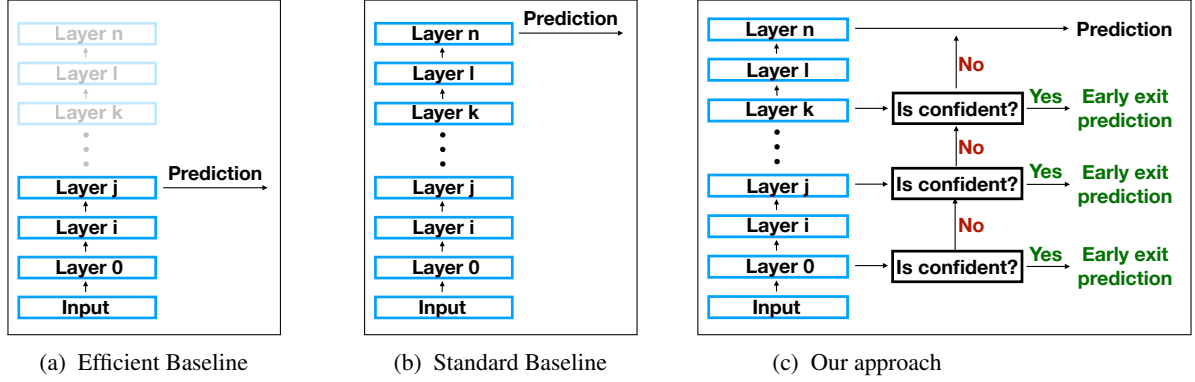 Layer n
Layer l
Layer k
Layer j
Prediction
Layer i
Layer 0
Input
(a) Efficient Baseline
Prediction
Layer n
Layer l
Layer k
Layer j
Layer i
Layer 0
Input
(b) Standard Baseline
Layer n
Prediction
Layer l
No
Layer k
Is confident?
Yes
Early exit
prediction
No
Layer j
Is confident?
Yes
Early exit
prediction
Layer i
No
Layer 0
Is confident?
Yes
Early exit
prediction
Input
(c) Our approach